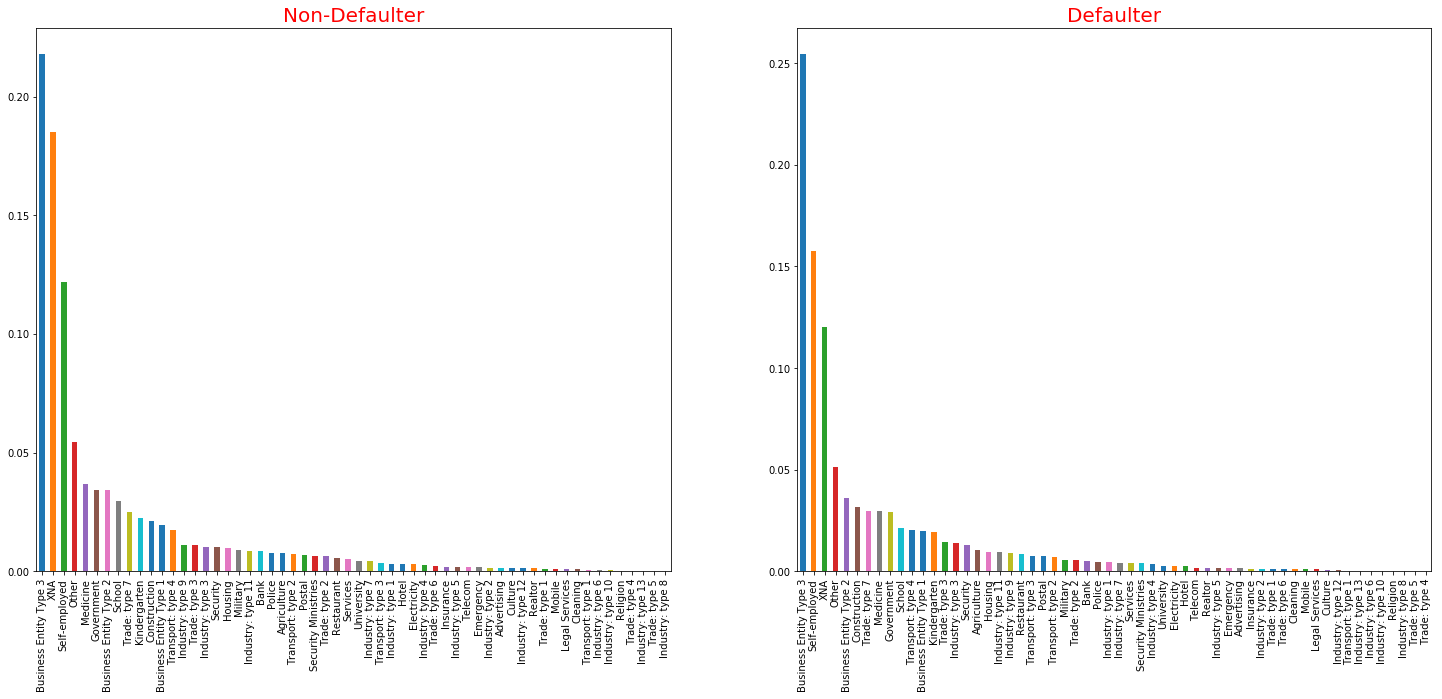 Non-Defaulter
0.20
0.15
0.10
0.05
0.00
Business Entity Type 3
XNA
Self-employed
Other
Medicine
Government
Business Entity Type 2
School
Trade: type 7
Kindergarten
Construction
Business Entity Type 1
Transport: type 4
Industry: type 9
Trade: type 3
Industry: type 3
Security
Housing
Military
Industry: type 11
Bank
Police
Agriculture
Transport: type 2
Postal
Security Ministries
Trade: type 2
Restaurant
Services
University
Industry: type 7
Transport: type 3
Industry: type 1
Hotel
Electricity
Industry: type 4
Trade: type 6
Insurance
Industry: type 5
Telecom
Emergency
Industry: type 2
Advertising
Culture
Industry: type 12
Realtor
Trade: type 1
Mobile
Legal Services
Cleaning
Transport: type 1
Industry: type 6
Industry: type 10
Religion
Trade: type 4
Industry: type 13
Trade: type 5
Industry: type 8
Defaulter
0.25
0.20
0.15
0.10
0.05
0.00
Business Entity Type 3
Self-employed
XNA
Other
Business Entity Type 2
Construction
Trade: type 7
Medicine
Government
School
Transport: type 4
Business Entity Type 1
Kindergarten
Trade: type 3
Industry: type 3
Security
Agriculture
Housing
Industry: type 11
Industry: type 9
Restaurant
Transport: type 3
Postal
Transport: type 2
Military
Trade: type 2
Bank
Police
Industry: type 1
Industry: type 7
Services
Security Ministries
Industry: type 4
University
Electricity
Hotel
Telecom
Realtor
Industry: type 5
Emergency
Advertising
Insurance
Industry: type 2
Trade: type 1
Trade: type 6
Cleaning
Mobile
Legal Services
Culture
Industry: type 12
Transport: type 1
Industry: type 13
Industry: type 6
Industry: type 10
Religion
Industry: type 8
Trade: type 5
Trade: type 4